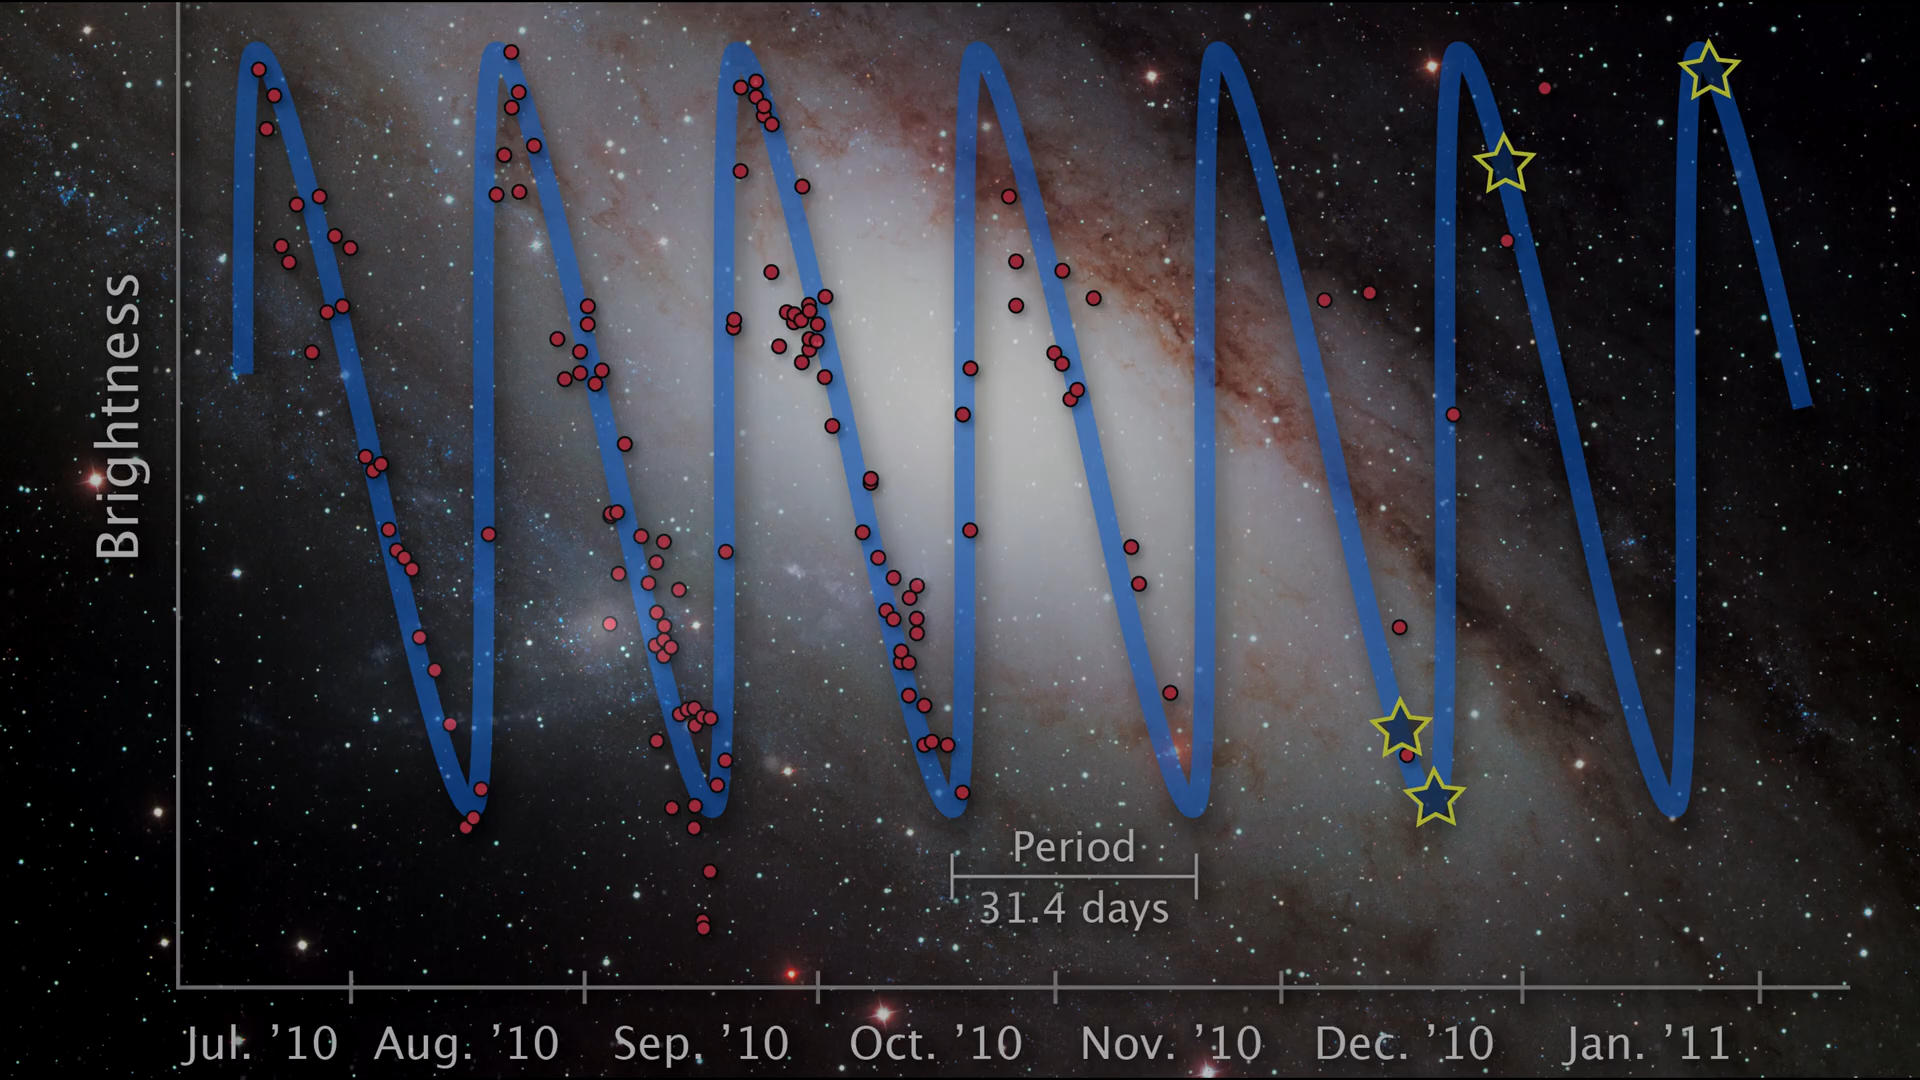 Brightness
Period
31.4 days
Jul. ’10 Aug. ’10 Sep. ’10 Oct. ’10 Nov. ’10 Dec. ’10 Jan. ’11